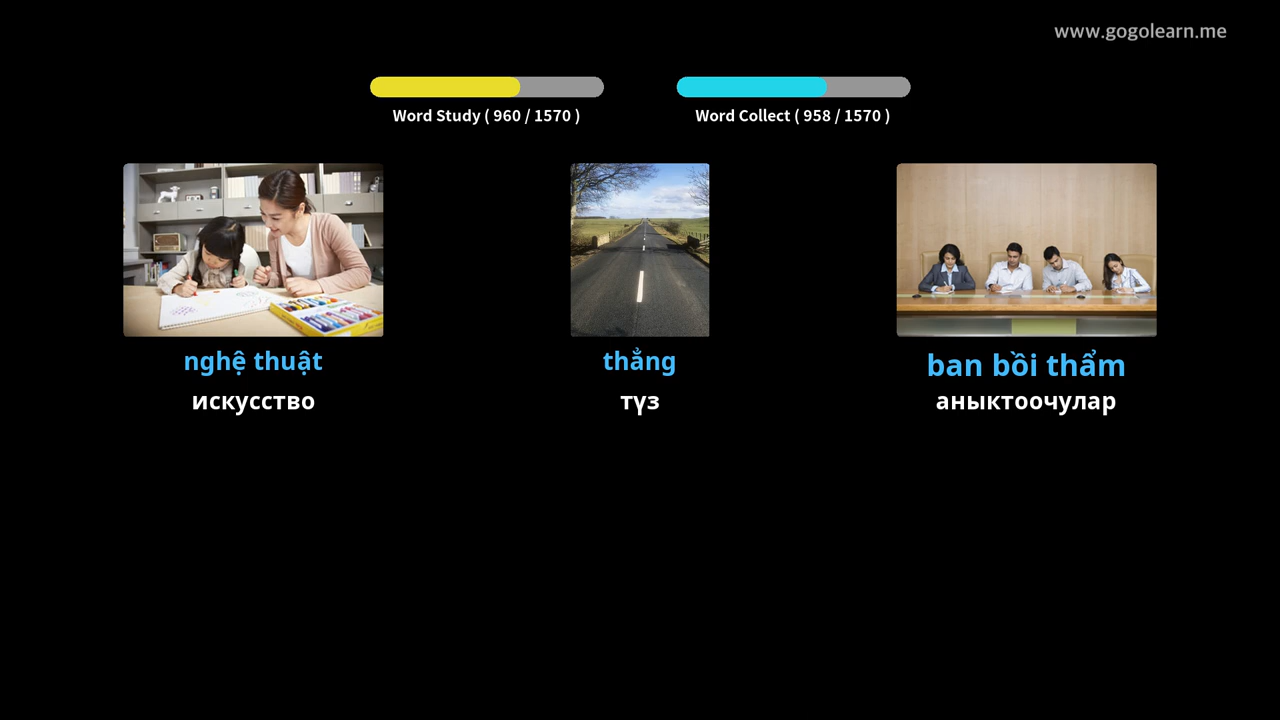 www.gogolearn.me
Word Study ( 960 / 1570 )
Word Collect ( 958 / 1570 )
nghệ thuật
thẳng
ban bồi thẩm
искусство
түз
аныктоочулар